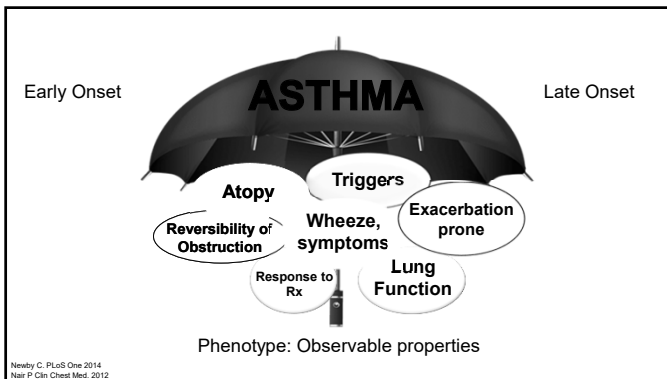 Early Onset
ASTHMA
Late Onset
Atopy
Triggers
Exacerbation
prone
Reversibility of
Obstruction
Wheeze,
symptoms
Response to
Rx
Lung
Function
Phenotype: Observable properties
Newby C. PLoS One 2014
Nair P Clin Chest Med. 2012